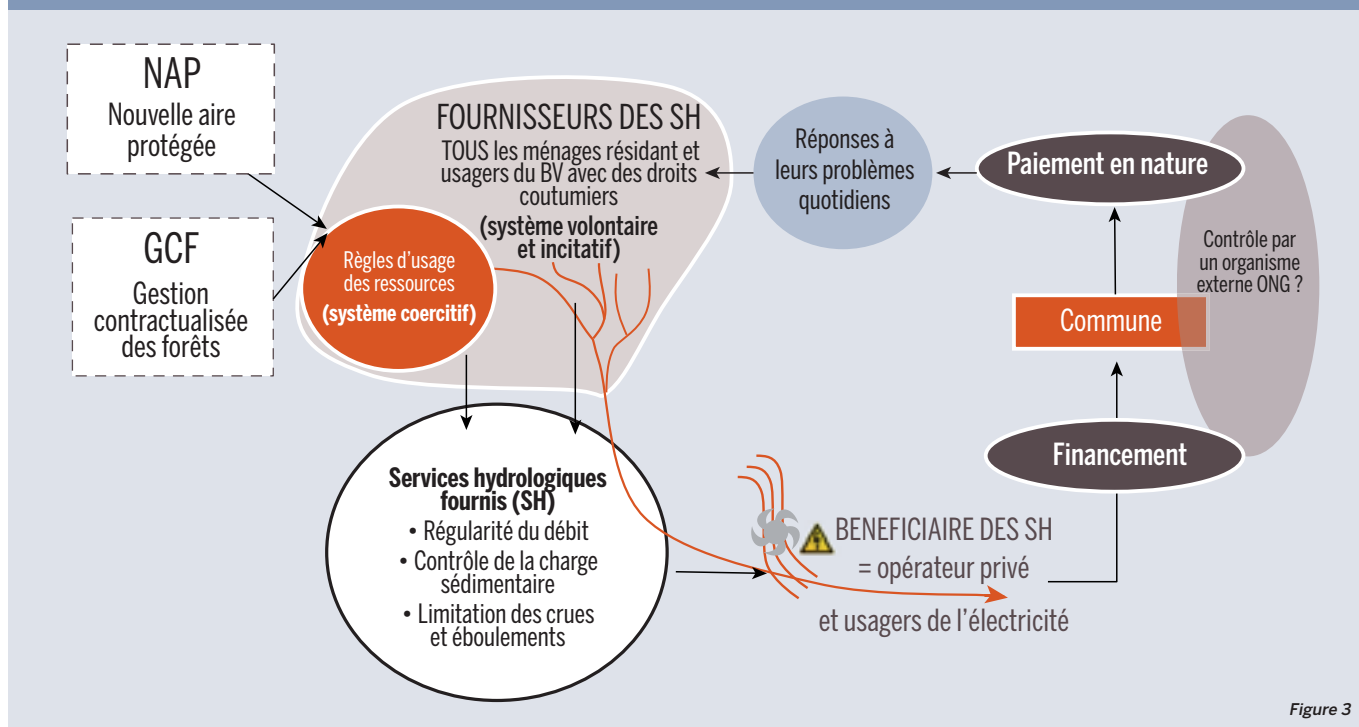 NAP
Nouvelle aire
protégée
GCF
Gestion
contractualisée
des forêts
FOURNISSEURS DES SH
TOUS les ménages résidant et
usagers du BV avec des droits
coutumiers
(système volontaire
et incitatif)
Règles d'usage
des ressources
(système coercitif)
Réponses à
leurs problèmes
quotidiens
Paiement en nature
Contrôle par
un organisme
externe ONG ?
Commune
Financement
Services hydrologiques
fournis (SH)
• Régularité du débit
• Contrôle de la charge
sédimentaire
• Limitation des crues
et éboulements
BENEFICIAIRE DES SH
= opérateur privé
et usagers de l'électricité
Figure 3